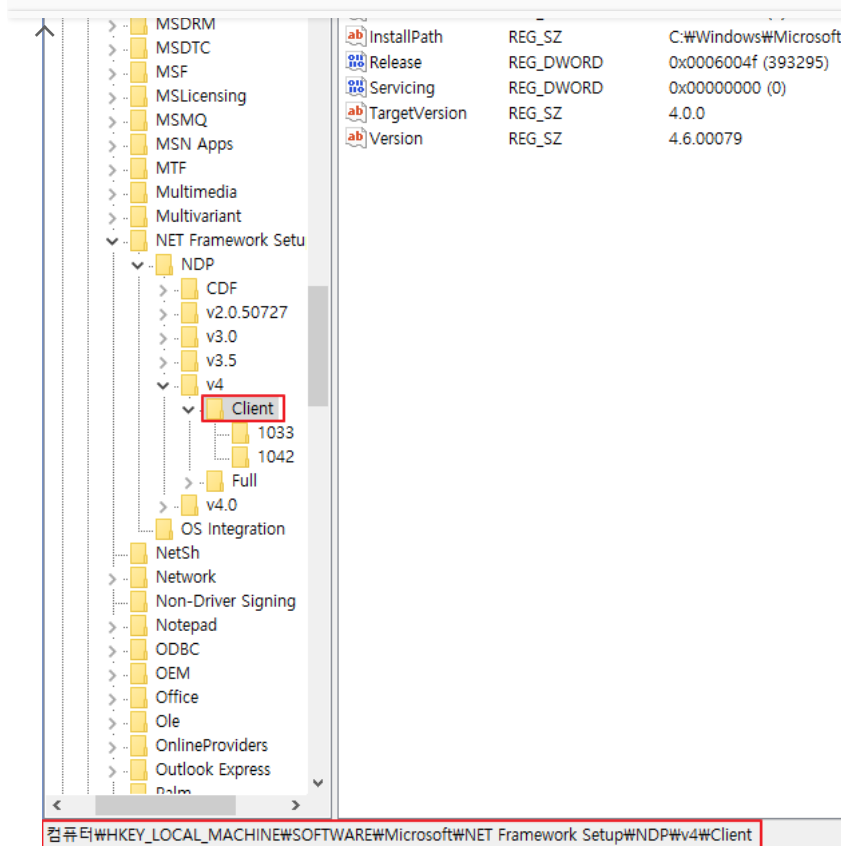 MSDRM
MSDTC
MSF
MSLicensing
MSMQ
MSN Apps
MTF
Multimedia
Multivariant
NET Framework Setu
NDP
CDF
v2.0.50727
v3.0
v3.5
v4
Client
1033
1042
Full
v4.0
OS Integration
NetSh
Network
Non-Driver Signing
Notepad
ODBC
OEM
Office
Ole
OnlineProviders
Outlook Express
Palm
ab InstallPath REG_SZ C:₩Windows₩Microsoft
Release REG_DWORD 0x0006004f (393295)
Servicing REG_DWORD 0x00000000 (0)
ab TargetVersion REG_SZ 4.0.0
ab Version REG_SZ 4.6.00079
컴퓨터₩HKEY_LOCAL_MACHINE₩SOFTWARE₩Microsoft₩NET Framework Setup₩NDP₩v4₩Client